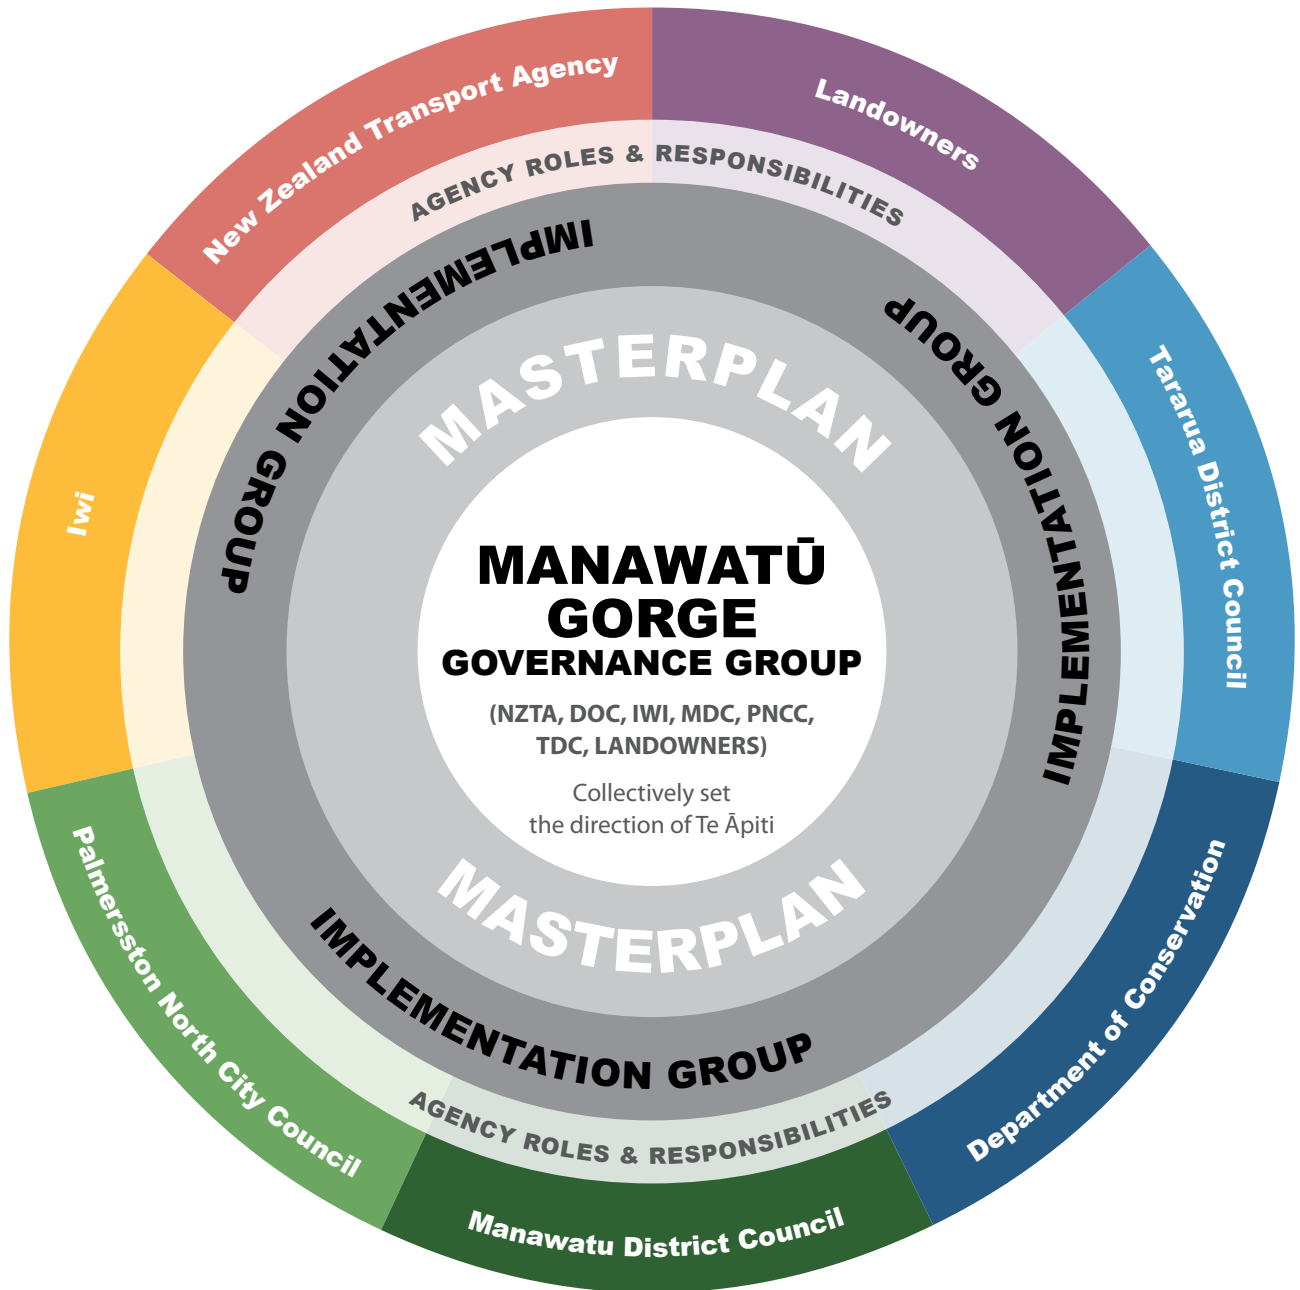 New Zealand Transport Agency
Landowners
Tararua District Council
Department of Conservation
Manawatu District Council
Palmersston North City Council
Iwi
AGENCY ROLES & RESPONSIBILITIES
IMPLEMENTATION GROUP
IMPLEMENTATION GROUP
MASTERPLAN
MANAWATŪ
GORGE
GOVERNANCE GROUP
(NZTA, DOC, IWI, MDC, PNCC,
TDC, LANDOWNERS)
Collectively set
the direction of Te Āpiti
MASTERPLAN
IMPLEMENTATION GROUP
AGENCY ROLES & RESPONSIBILITIES